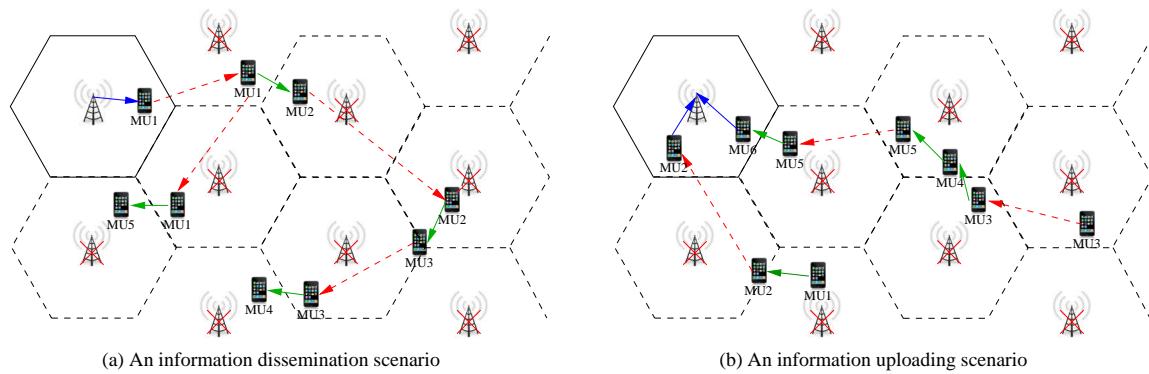 MU1
MU1
MU2
MU5
MU1
MU2
MU3
MU4
MU3
(a) An information dissemination scenario
MU2
MU6
MU5
MU5
MU4
MU3
MU3
MU2
MU1
(b) An information uploading scenario